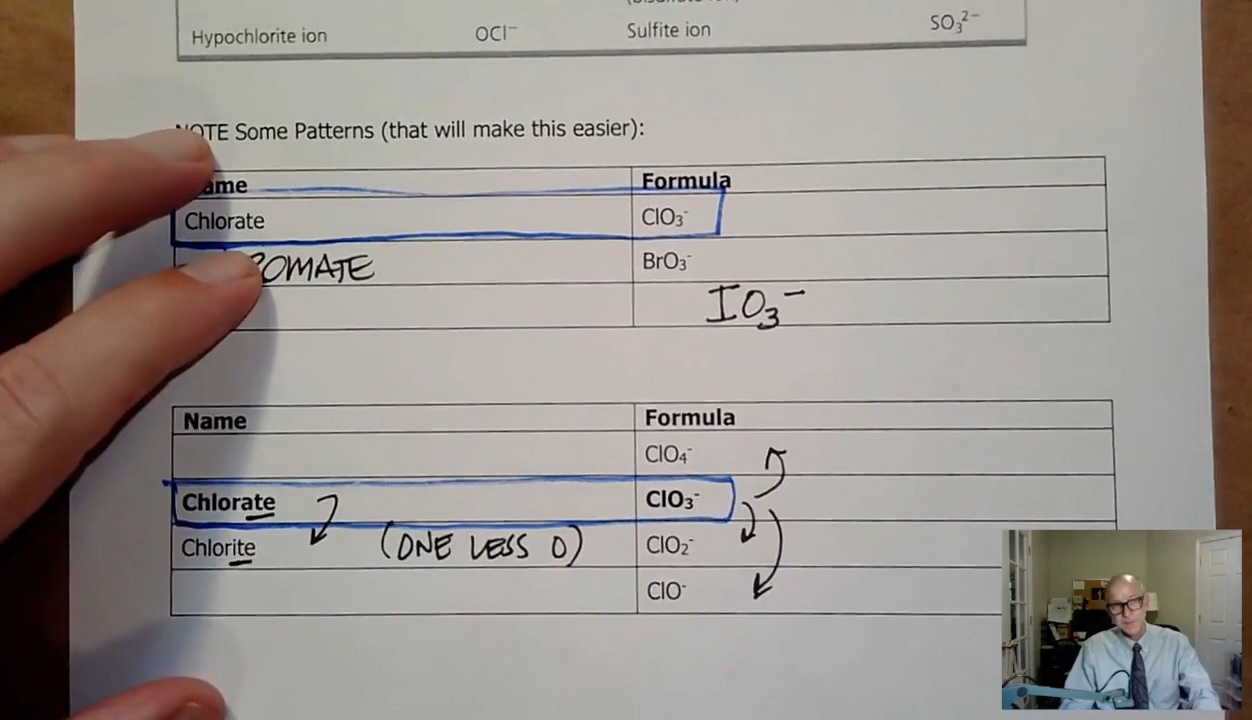 Hypochlorite ion OCl⁻ Sulfite ion SO₃²⁻
NOTE Some Patterns (that will make this easier):
Name Formula
Chlorate ClO₃⁻
BrO₃⁻
IO₃⁻
Name Formula
ClO₄⁻
Chlorate ClO₃⁻
Chlorite (ONE LESS O) ClO₂⁻
ClO⁻